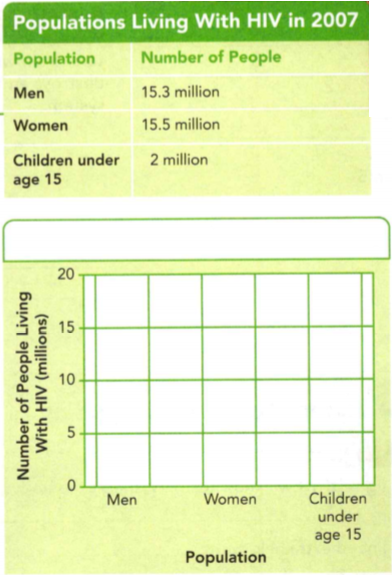 Populations Living With HIV in 2007
Population Number of People
Men 15.3 million
Women 15.5 million
Children under 2 million
age 15
20
15
10
5
0
Number of People Living
With HIV (millions)
Men Women Children
under
age 15
Population